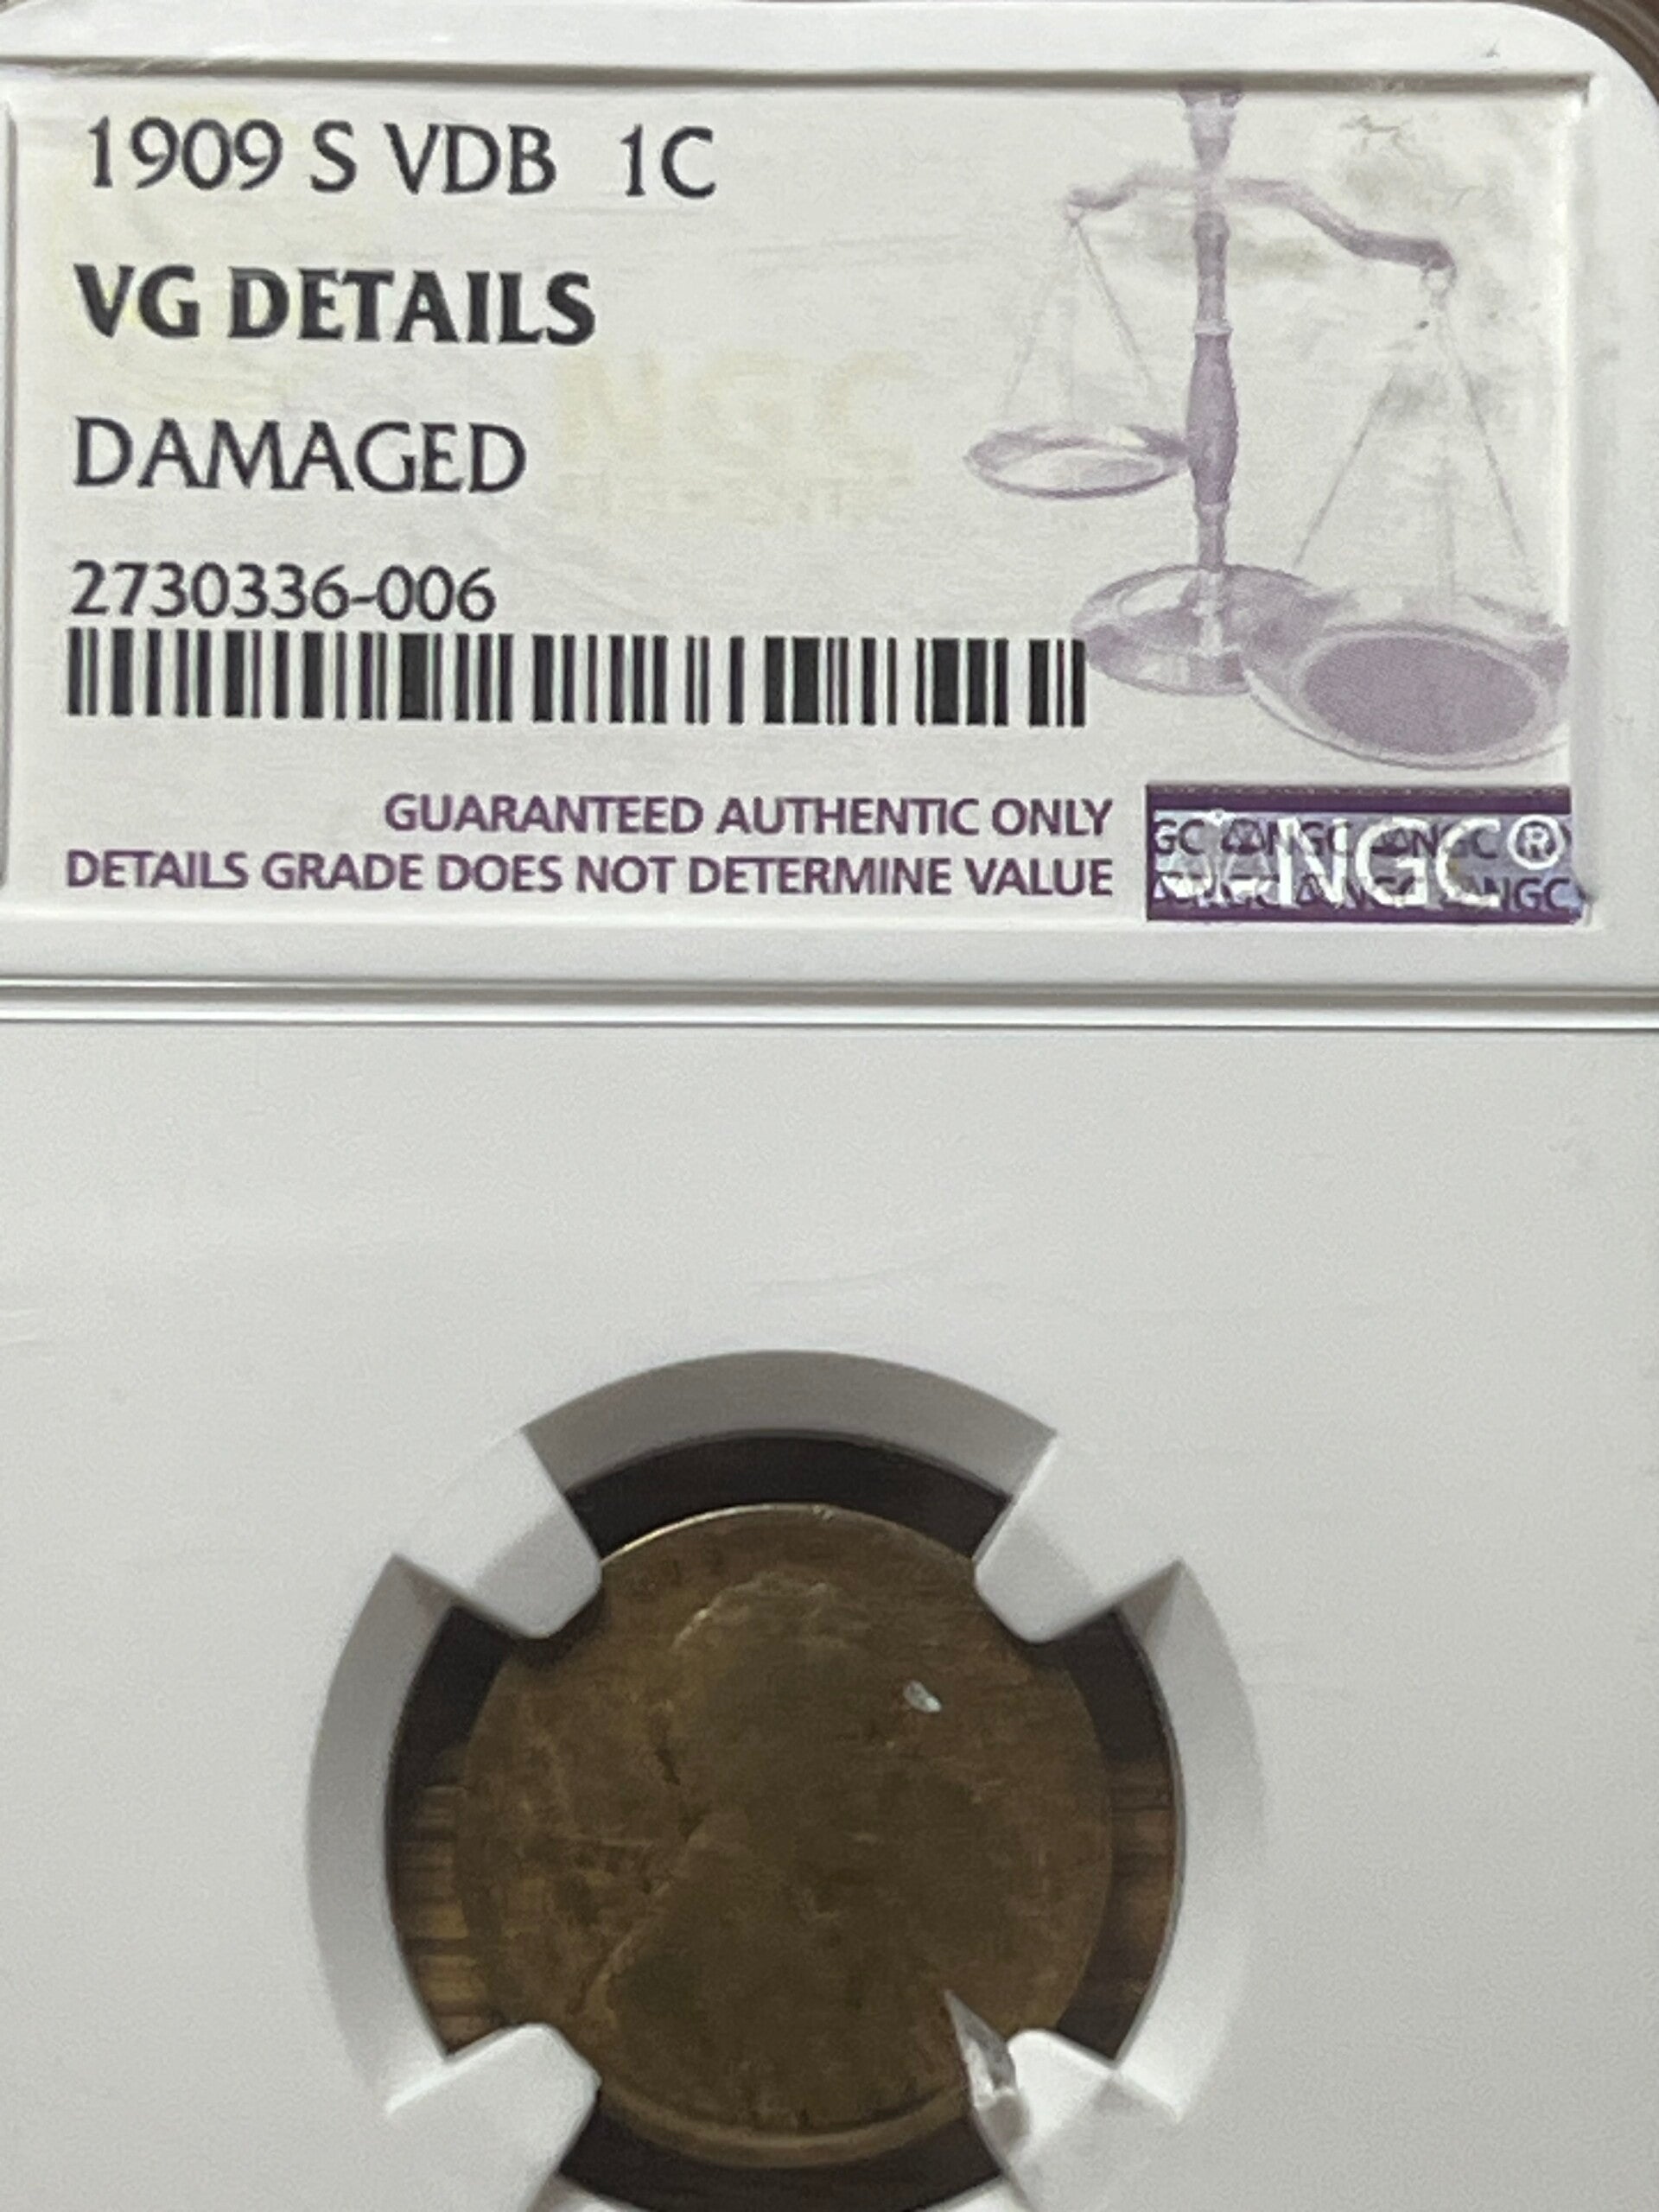 1909 S VDB 1C
VG DETAILS
DAMAGED
2730336-006
GUARANTEED AUTHENTIC ONLY
DETAILS GRADE DOES NOT DETERMINE VALUE
NGC®